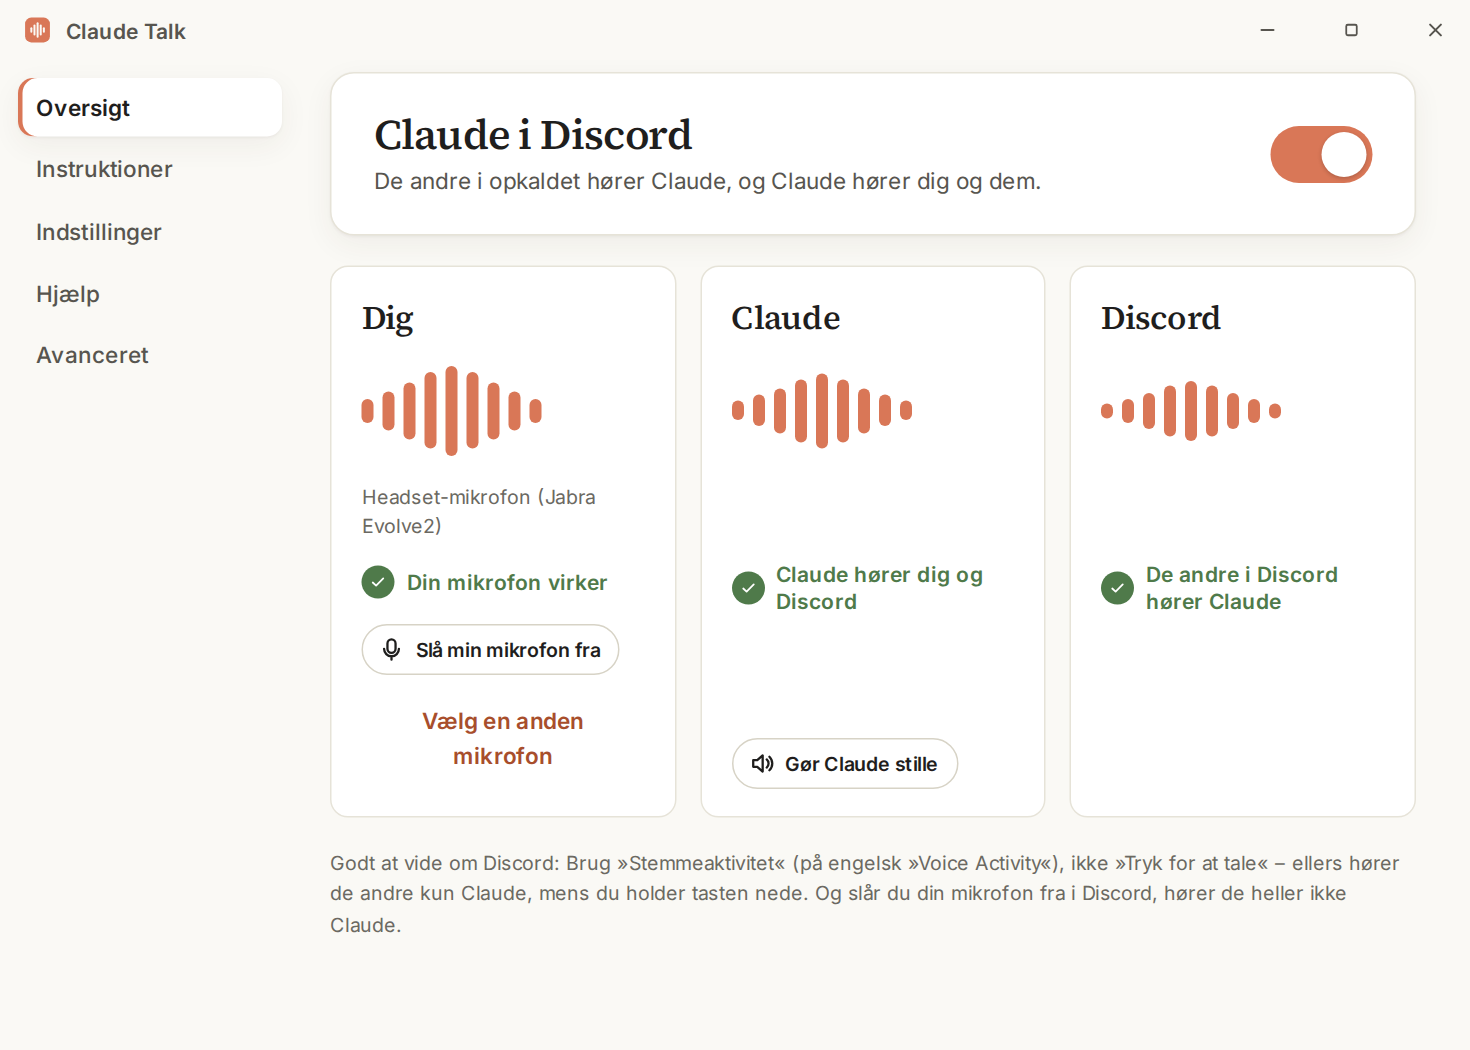 Claude Talk
Oversigt
Instruktioner
Indstillinger
Hjælp
Avanceret
Claude i Discord
De andre i opkaldet hører Claude, og Claude hører dig og dem.
Dig
Headset-mikrofon (Jabra
Evolve2)
Din mikrofon virker
Slå min mikrofon fra
Vælg en anden
mikrofon
Claude
Claude hører dig og
Discord
Gør Claude stille
Discord
De andre i Discord
hører Claude
Godt at vide om Discord: Brug »Stemmeaktivitet« (på engelsk »Voice Activity«), ikke »Tryk for at tale« – ellers hører
de andre kun Claude, mens du holder tasten nede. Og slår du din mikrofon fra i Discord, hører de heller ikke
Claude.